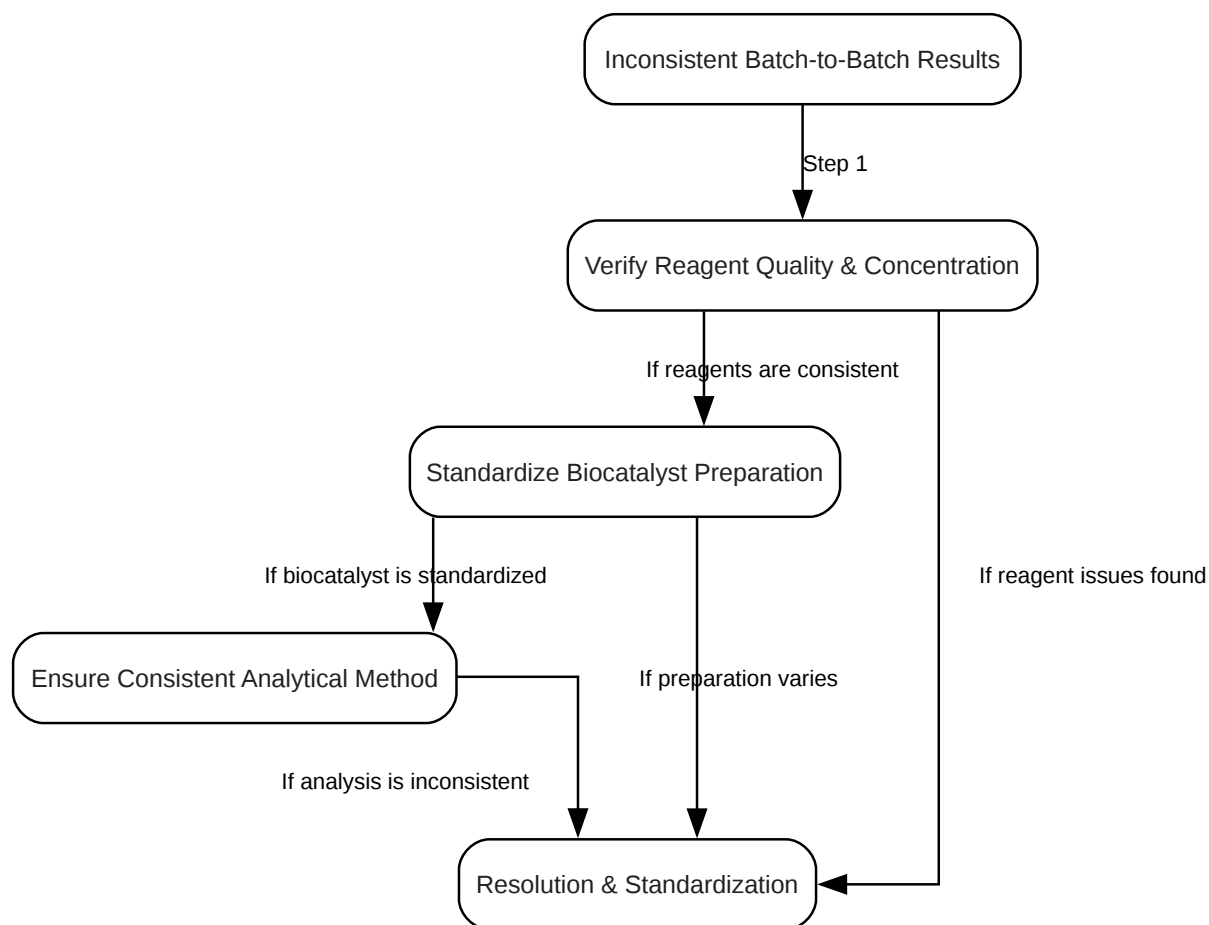 Inconsistent Batch-to-Batch Results
Step 1
Verify Reagent Quality & Concentration
If reagents are consistent
Standardize Biocatalyst Preparation
If biocatalyst is standardized
If reagent issues found
Ensure Consistent Analytical Method
If preparation varies
If analysis is inconsistent
Resolution & Standardization